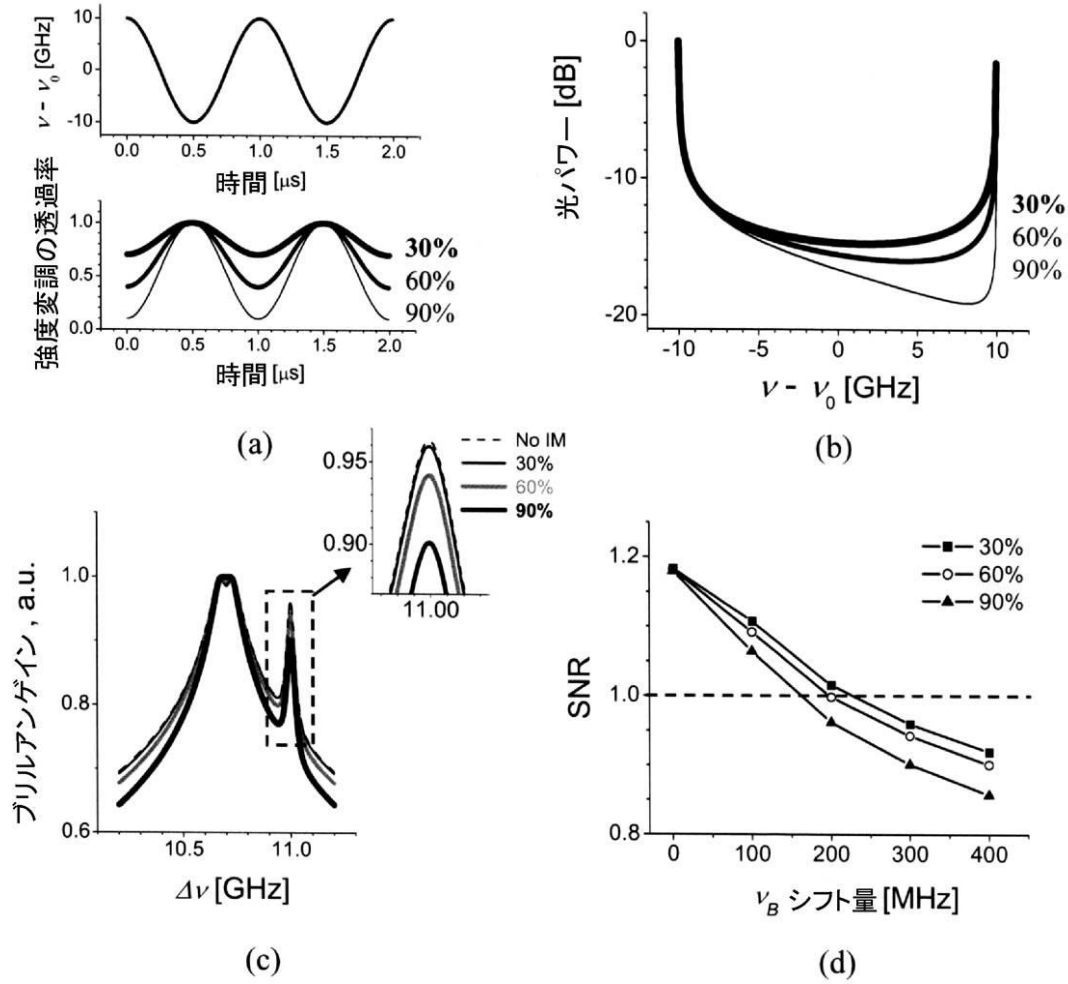 10
0
-10
ν - ν0 [GHz]
0.0 0.5 1.0 1.5 2.0
時間 [μs]
強度変調の透過率
1.0
0.5
0.0
30%
60%
90%
0.0 0.5 1.0 1.5 2.0
時間 [μs]
(a)
光パワー [dB]
0
-10
-20
30%
60%
90%
-10 -5 0 5 10
ν - ν0 [GHz]
(b)
0.95
0.90
11.00
No IM
30%
60%
90%
ブリルアンゲイン, a.u.
1.0
0.8
0.6
10.5 11.0
Δν [GHz]
(c)
SNR
1.2
1.0
0.8
30%
60%
90%
0 100 200 300 400
νB シフト量 [MHz]
(d)